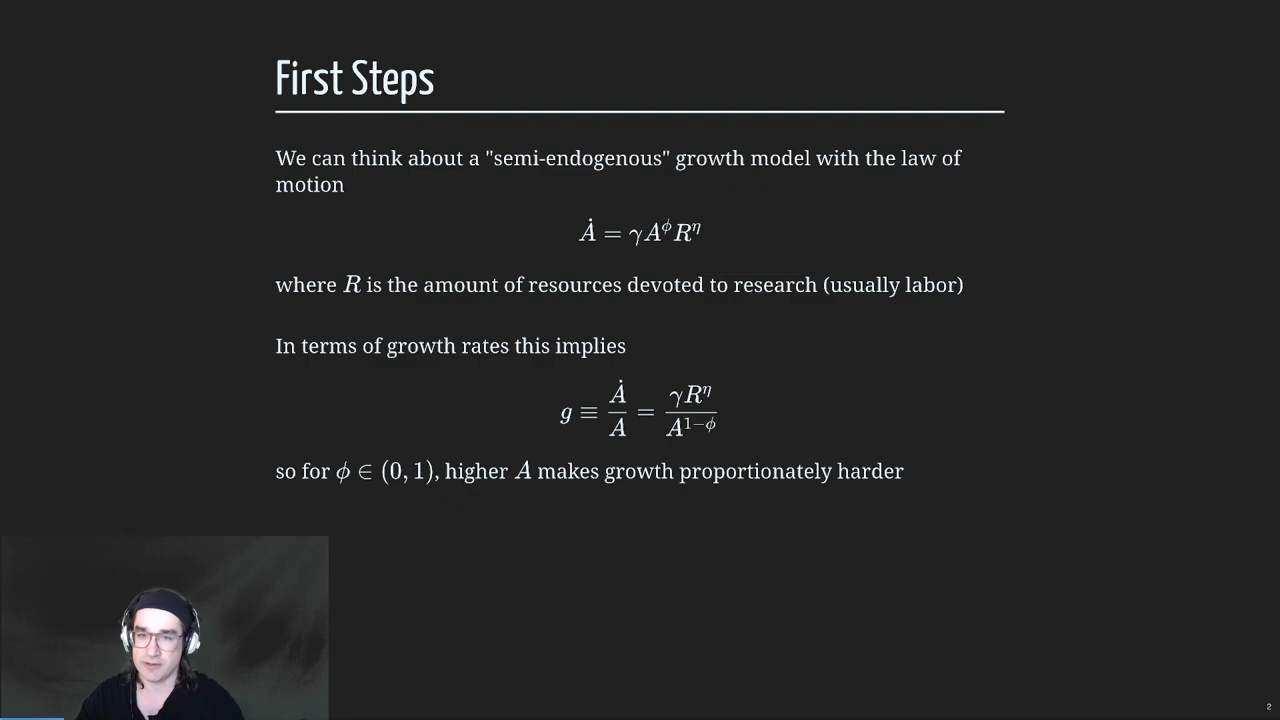 First Steps
We can think about a "semi-endogenous" growth model with the law of
motion
Ȧ = γA^ϕ R^η
where R is the amount of resources devoted to research (usually labor)
In terms of growth rates this implies
g ≡ Ȧ/A = γR^η / A^{1−ϕ}
so for ϕ ∈ (0, 1), higher A makes growth proportionately harder
2